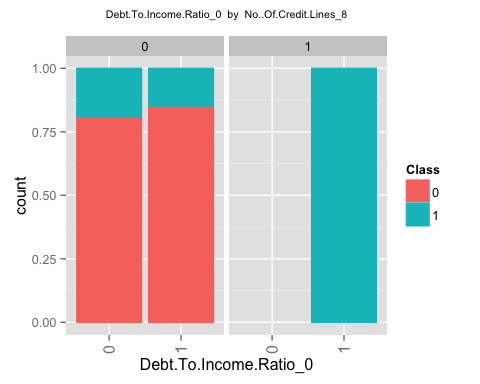 Debt.To.Income.Ratio_0 by No..Of.Credit.Lines_8
0 1
1.00
0.75
0.50
0.25
0.00
count
0 1 0 1
Debt.To.Income.Ratio_0
Class
0
1